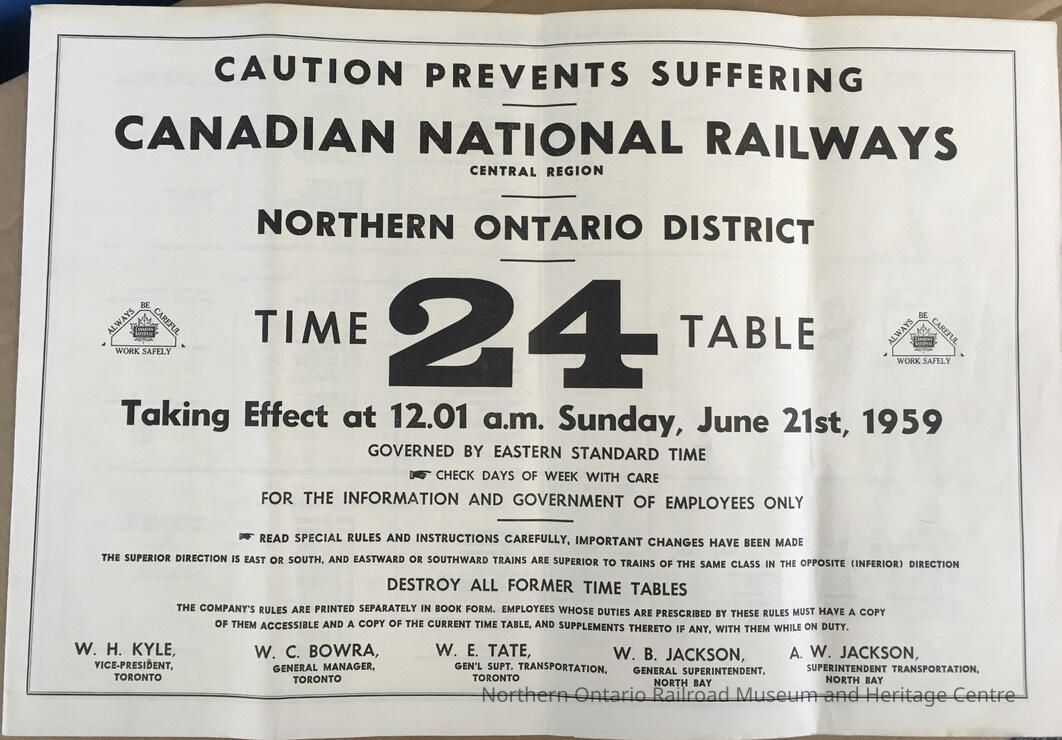 CAUTION PREVENTS SUFFERING
CANADIAN NATIONAL RAILWAYS
CENTRAL REGION
NORTHERN ONTARIO DISTRICT
TIME 24 TABLE
ALWAYS BE CAREFUL
CANADIAN NATIONAL
WORK SAFELY
ALWAYS BE CAREFUL
CANADIAN NATIONAL
WORK SAFELY
Taking Effect at 12.01 a.m. Sunday, June 21st, 1959
GOVERNED BY EASTERN STANDARD TIME
☛ CHECK DAYS OF WEEK WITH CARE
FOR THE INFORMATION AND GOVERNMENT OF EMPLOYEES ONLY
☛ READ SPECIAL RULES AND INSTRUCTIONS CAREFULLY, IMPORTANT CHANGES HAVE BEEN MADE
THE SUPERIOR DIRECTION IS EAST OR SOUTH, AND EASTWARD OR SOUTHWARD TRAINS ARE SUPERIOR TO TRAINS OF THE SAME CLASS IN THE OPPOSITE (INFERIOR) DIRECTION
DESTROY ALL FORMER TIME TABLES
THE COMPANY'S RULES ARE PRINTED SEPARATELY IN BOOK FORM. EMPLOYEES WHOSE DUTIES ARE PRESCRIBED BY THESE RULES MUST HAVE A COPY
OF THEM ACCESSIBLE AND A COPY OF THE CURRENT TIME TABLE, AND SUPPLEMENTS THERETO IF ANY, WITH THEM WHILE ON DUTY.
W. H. KYLE,
VICE-PRESIDENT,
TORONTO
W. C. BOWRA,
GENERAL MANAGER,
TORONTO
W. E. TATE,
GEN'L SUPT. TRANSPORTATION,
TORONTO
W. B. JACKSON,
GENERAL SUPERINTENDENT,
NORTH BAY
A. W. JACKSON,
SUPERINTENDENT TRANSPORTATION,
NORTH BAY
Northern Ontario Railroad Museum and Heritage Centre